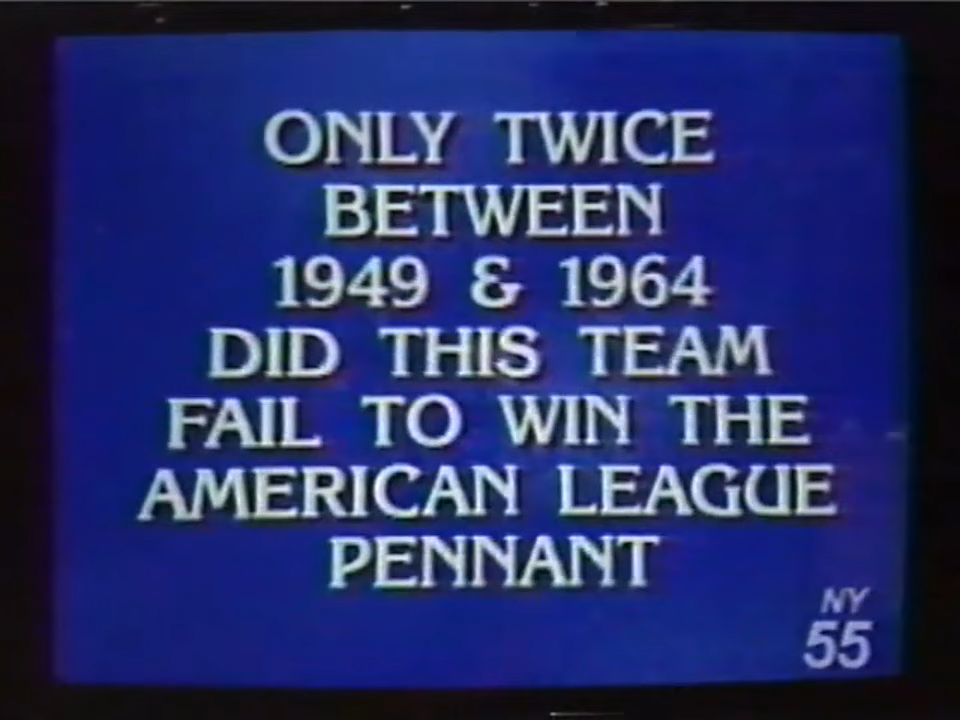 ONLY TWICE
BETWEEN
1949 & 1964
DID THIS TEAM
FAIL TO WIN THE
AMERICAN LEAGUE
PENNANT
NY
55